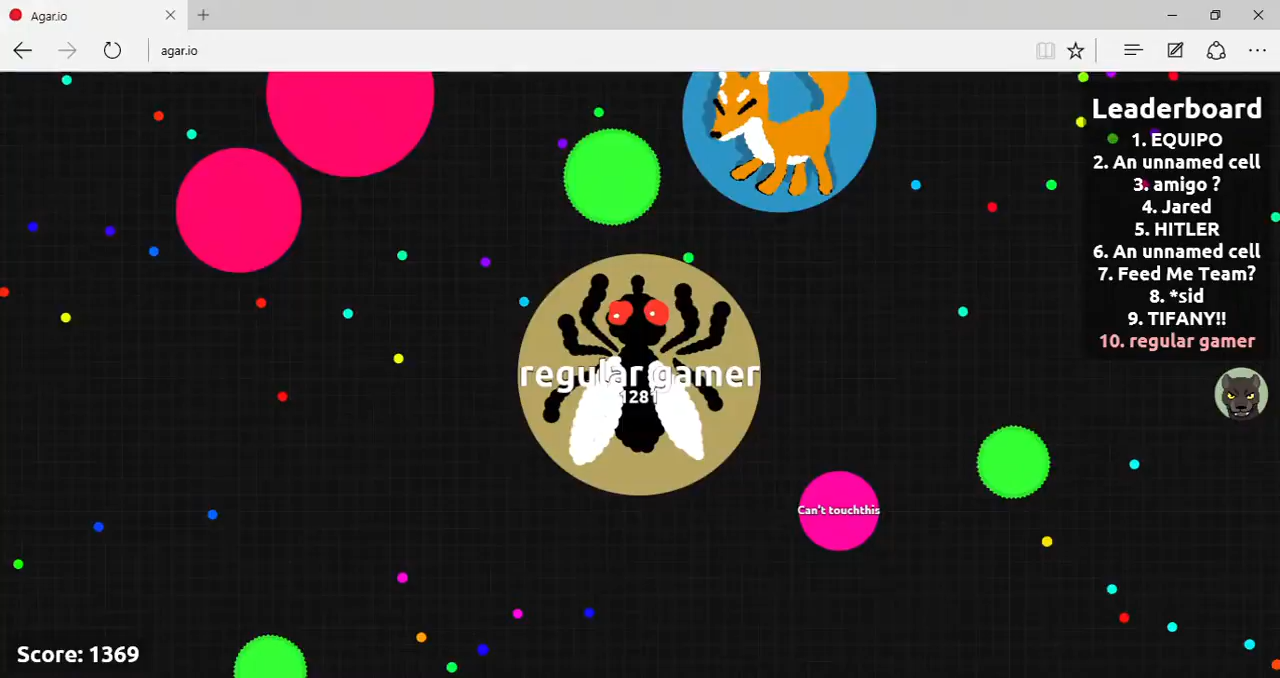 Agar.io
agar.io
Leaderboard
1. EQUIPO
2. An unnamed cell
3. amigo ?
4. Jared
5. HITLER
6. An unnamed cell
7. Feed Me Team?
8. *sid
9. TIFANY!!
10. regular gamer
regular gamer
1281
Can't touchthis
Score: 1369